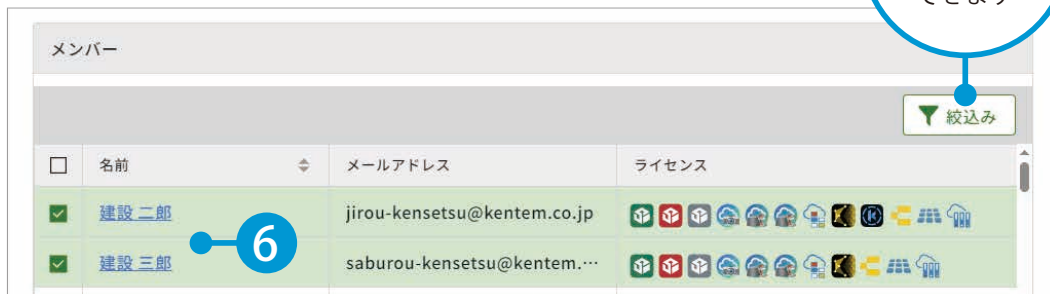 できます
メンバー
絞込み
名前
メールアドレス
ライセンス
建設 二郎
jirou-kensetsu@kentem.co.jp
6
建設 三郎
saburou-kensetsu@kentem.…